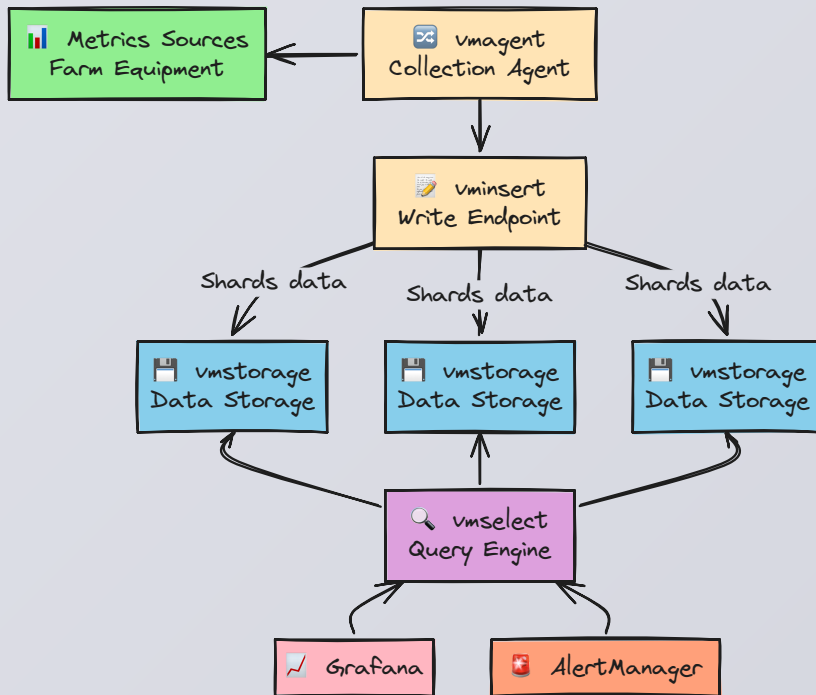 Metrics Sources
Farm Equipment
vmagent
Collection Agent
vminsert
Write Endpoint
Shards data
Shards data
Shards data
vmstorage
Data Storage
vmstorage
Data Storage
vmstorage
Data Storage
vmselect
Query Engine
Grafana
AlertManager